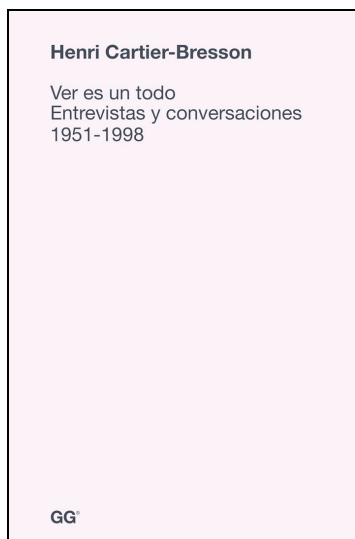 Henri Cartier-Bresson
Ver es un todo
Entrevistas y conversaciones
1951-1998
GG®